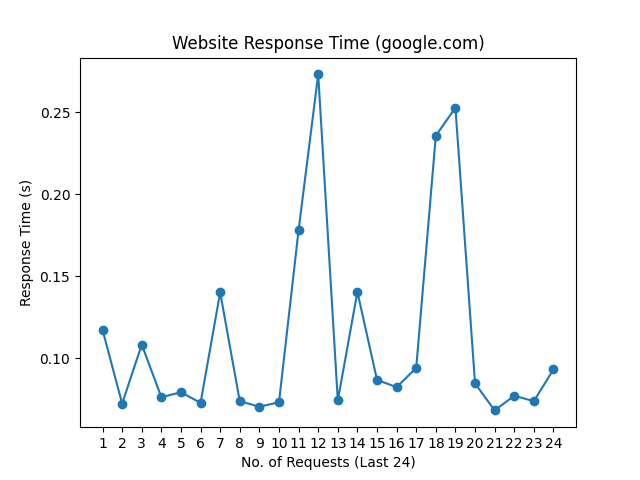 Website Response Time (google.com)
0.25
0.20
0.15
0.10
Response Time (s)
1 2 3 4 5 6 7 8 9 10 11 12 13 14 15 16 17 18 19 20 21 22 23 24
No. of Requests (Last 24)